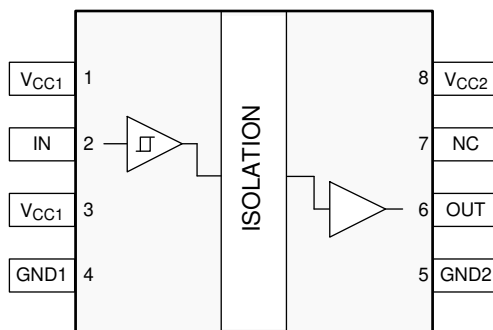 VCC1 1
IN 2
VCC1 3
GND1 4
ISOLATION
8 VCC2
7 NC
6 OUT
5 GND2